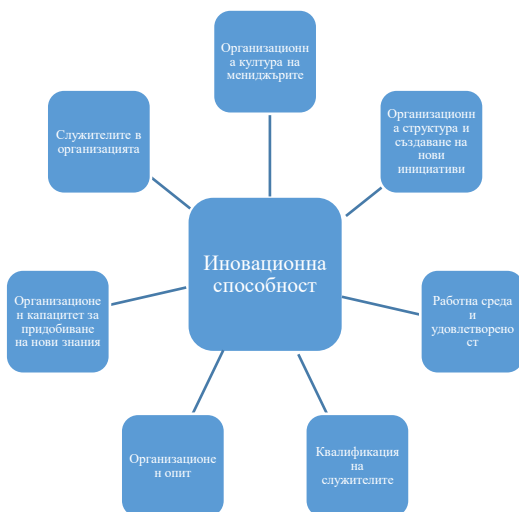 Организационн
а култура на
мениджърите
Организационн
а структура и
създаване на
нови
инициативи
Работна среда
и
удовлетворено
ст
Квалификация
на
служителите
Организационе
н опит
Организационе
н капацитет за
придобиване
на нови знания
Служителите в
организацията
Иновационна
способност